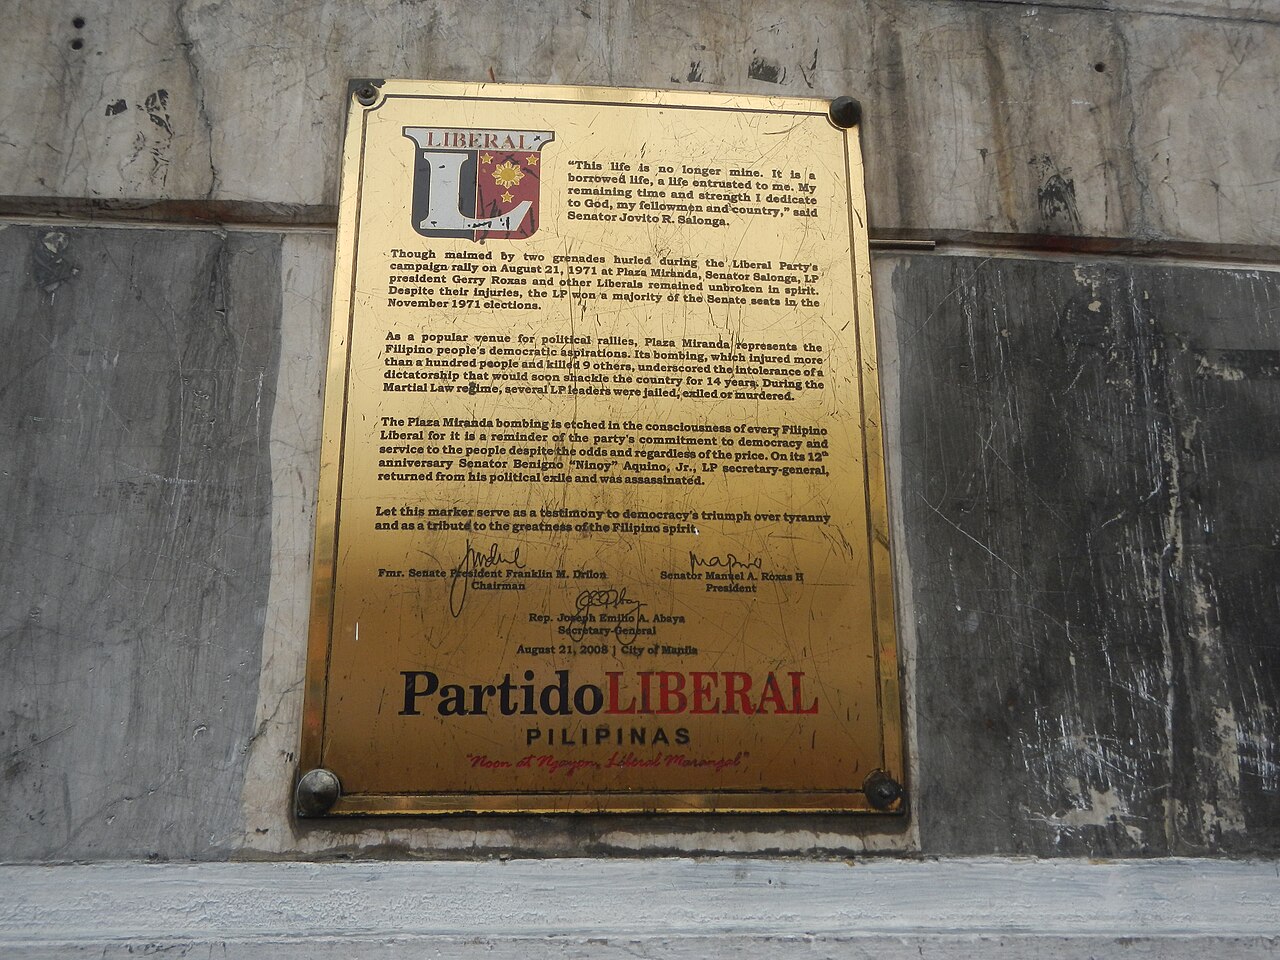 LIBERAL
L
“This life is no longer mine. It is a
borrowed life, a life entrusted to me. My
remaining time and strength I dedicate
to God, my fellowmen and country,” said
Senator Jovito R. Salonga.
Though maimed by two grenades hurled during the Liberal Party's
campaign rally on August 21, 1971 at Plaza Miranda, Senator Salonga, LP
president Gerry Roxas and other Liberals remained unbroken in spirit.
Despite their injuries, the LP won a majority of the Senate seats in the
November 1971 elections.
As a popular venue for political rallies, Plaza Miranda represents the
Filipino people's democratic aspirations. Its bombing, which injured more
than a hundred people and killed 9 others, underscored the intolerance of a
dictatorship that would soon shackle the country for 14 years. During the
Martial Law regime, several LP leaders were jailed, exiled or murdered.
The Plaza Miranda bombing is etched in the consciousness of every Filipino
Liberal for it is a reminder of the party's commitment to democracy and
service to the people despite the odds and regardless of the price. On its 12th
anniversary Senator Benigno “Ninoy” Aquino, Jr., LP secretary-general,
returned from his political exile and was assassinated.
Let this marker serve as a testimony to democracy's triumph over tyranny
and as a tribute to the greatness of the Filipino spirit.
Fmr. Senate President Franklin M. Drilon
Chairman
Senator Manuel A. Roxas II
President
Rep. Joseph Emilio A. Abaya
Secretary-General
August 21, 2008 | City of Manila
PartidoLIBERAL
PILIPINAS
“Noon at Ngayon, Liberal Marangal”